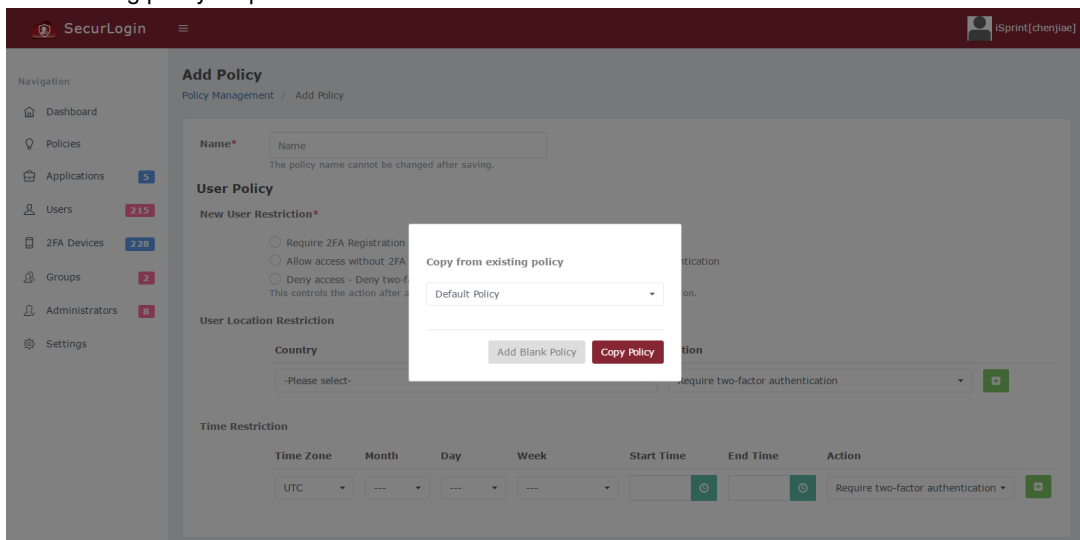 SecurLogin
iSprint[chenjiae]
Navigation
Dashboard
Policies
Applications 5
Users 215
2FA Devices 228
Groups 2
Administrators 8
Settings
Add Policy
Policy Management / Add Policy
Name* Name
The policy name cannot be changed after saving.
User Policy
New User Restriction*
Require 2FA Registration
Allow access without 2FA
Deny access - Deny
This controls the action after
on.
User Location Restriction
Country
-Please select-
Require two-factor authentication
Copy from existing policy
Default Policy
Add Blank Policy Copy Policy
Time Restriction
Time Zone Month Day Week Start Time End Time Action
UTC --- --- --- Require two-factor authentication